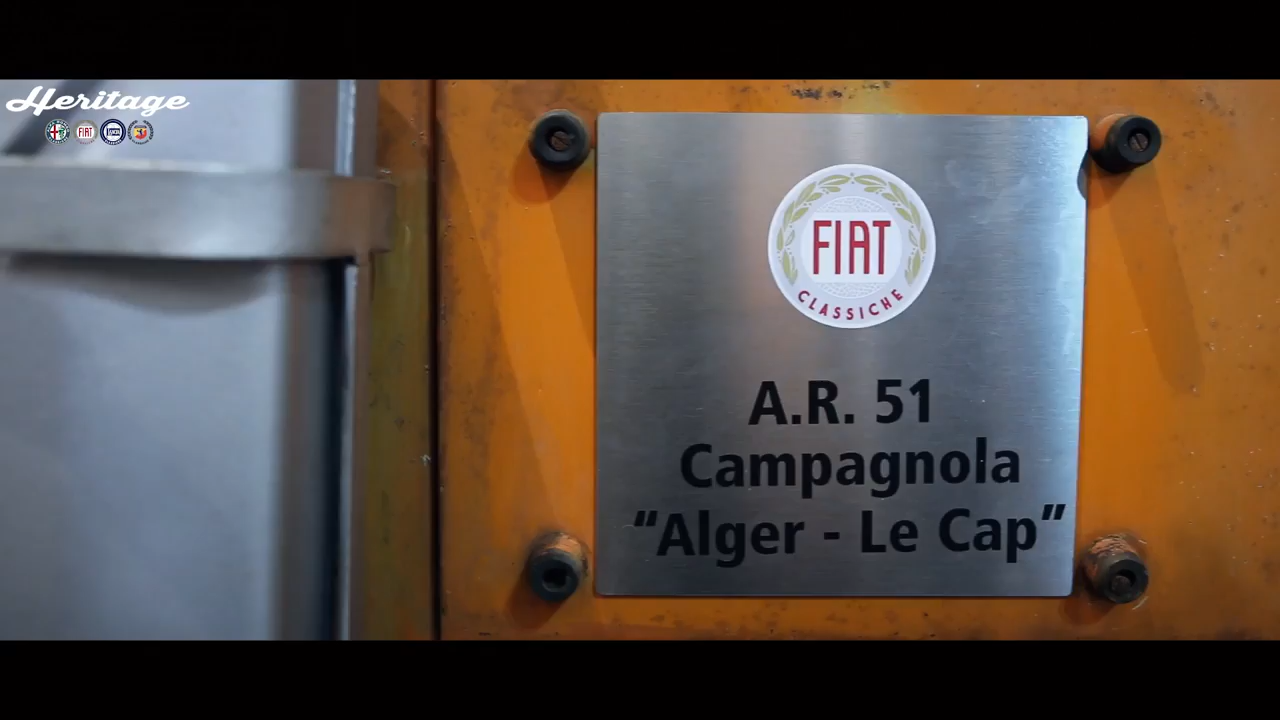 Heritage
FIAT
FIAT
CLASSICHE
A.R. 51
Campagnola
“Alger - Le Cap”